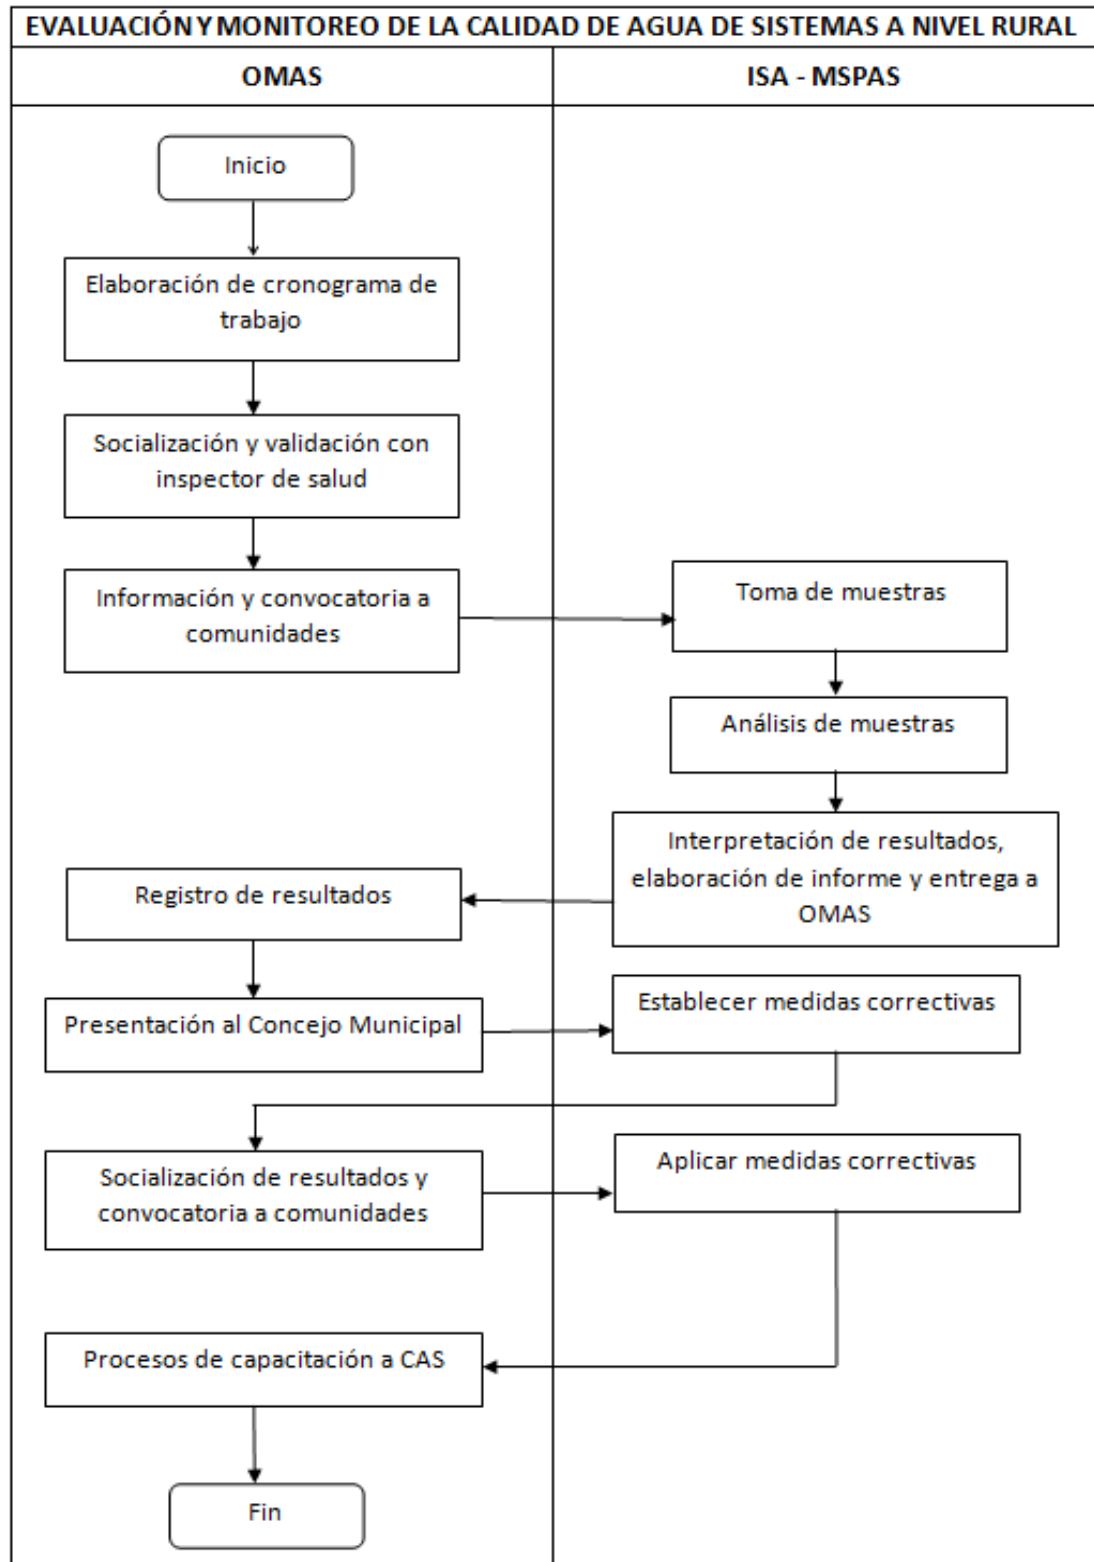 EVALUACIÓN Y MONITOREO DE LA CALIDAD DE AGUA DE SISTEMAS A NIVEL RURAL
OMAS
ISA - MSPAS
Inicio
Elaboración de cronograma de
trabajo
Socialización y validación con
inspector de salud
Información y convocatoria a
comunidades
Toma de muestras
Análisis de muestras
Interpretación de resultados,
elaboración de informe y entrega a
OMAS
Registro de resultados
Presentación al Concejo Municipal
Establecer medidas correctivas
Socialización de resultados y
convocatoria a comunidades
Aplicar medidas correctivas
Procesos de capacitación a CAS
Fin